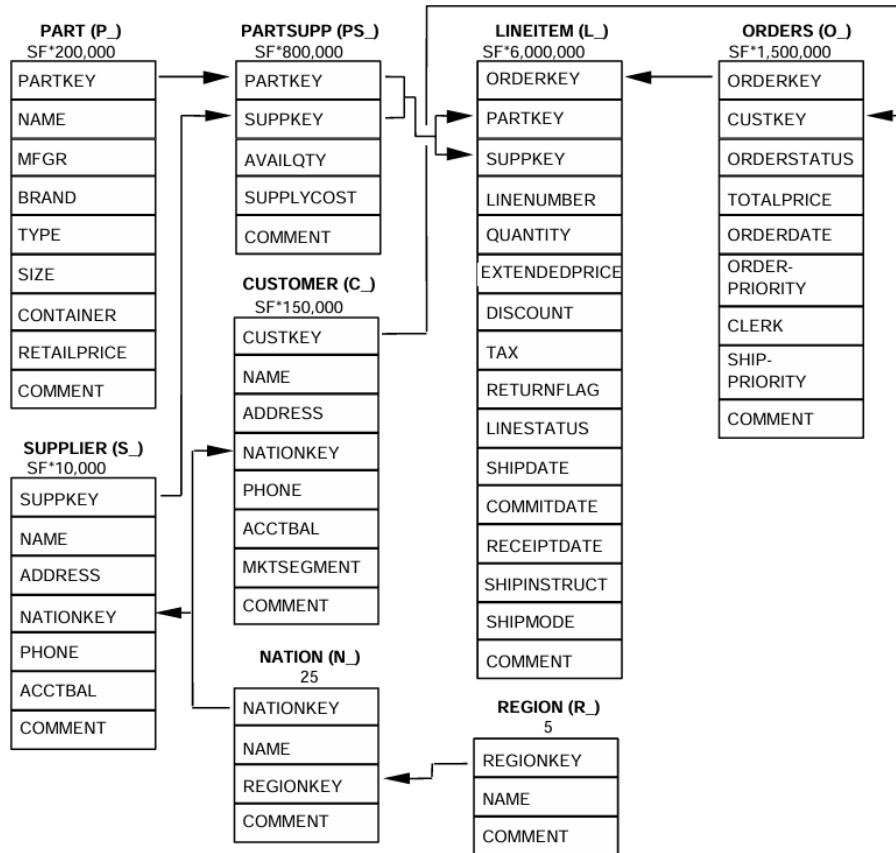 PART (P_)
SF*200,000
PARTKEY
NAME
MFGR
BRAND
TYPE
SIZE
CONTAINER
RETAILPRICE
COMMENT
SUPPLIER (S_)
SF*10,000
SUPPKEY
NAME
ADDRESS
NATIONKEY
PHONE
ACCTBAL
COMMENT
PARTSUPP (PS_)
SF*800,000
PARTKEY
SUPPKEY
AVAILQTY
SUPPLYCOST
COMMENT
CUSTOMER (C_)
SF*150,000
CUSTKEY
NAME
ADDRESS
NATIONKEY
PHONE
ACCTBAL
MKTSEGMENT
COMMENT
NATION (N_)
25
NATIONKEY
NAME
REGIONKEY
COMMENT
LINEITEM (L_)
SF*6,000,000
ORDERKEY
PARTKEY
SUPPKEY
LINENUMBER
QUANTITY
EXTENDEDPRICE
DISCOUNT
TAX
RETURNFLAG
LINESTATUS
SHIPDATE
COMMITDATE
RECEIPTDATE
SHIPINSTRUCT
SHIPMODE
COMMENT
REGION (R_)
5
REGIONKEY
NAME
COMMENT
ORDERS (O_)
SF*1,500,000
ORDERKEY
CUSTKEY
ORDERSTATUS
TOTALPRICE
ORDERDATE
ORDER-
PRIORITY
CLERK
SHIP-
PRIORITY
COMMENT